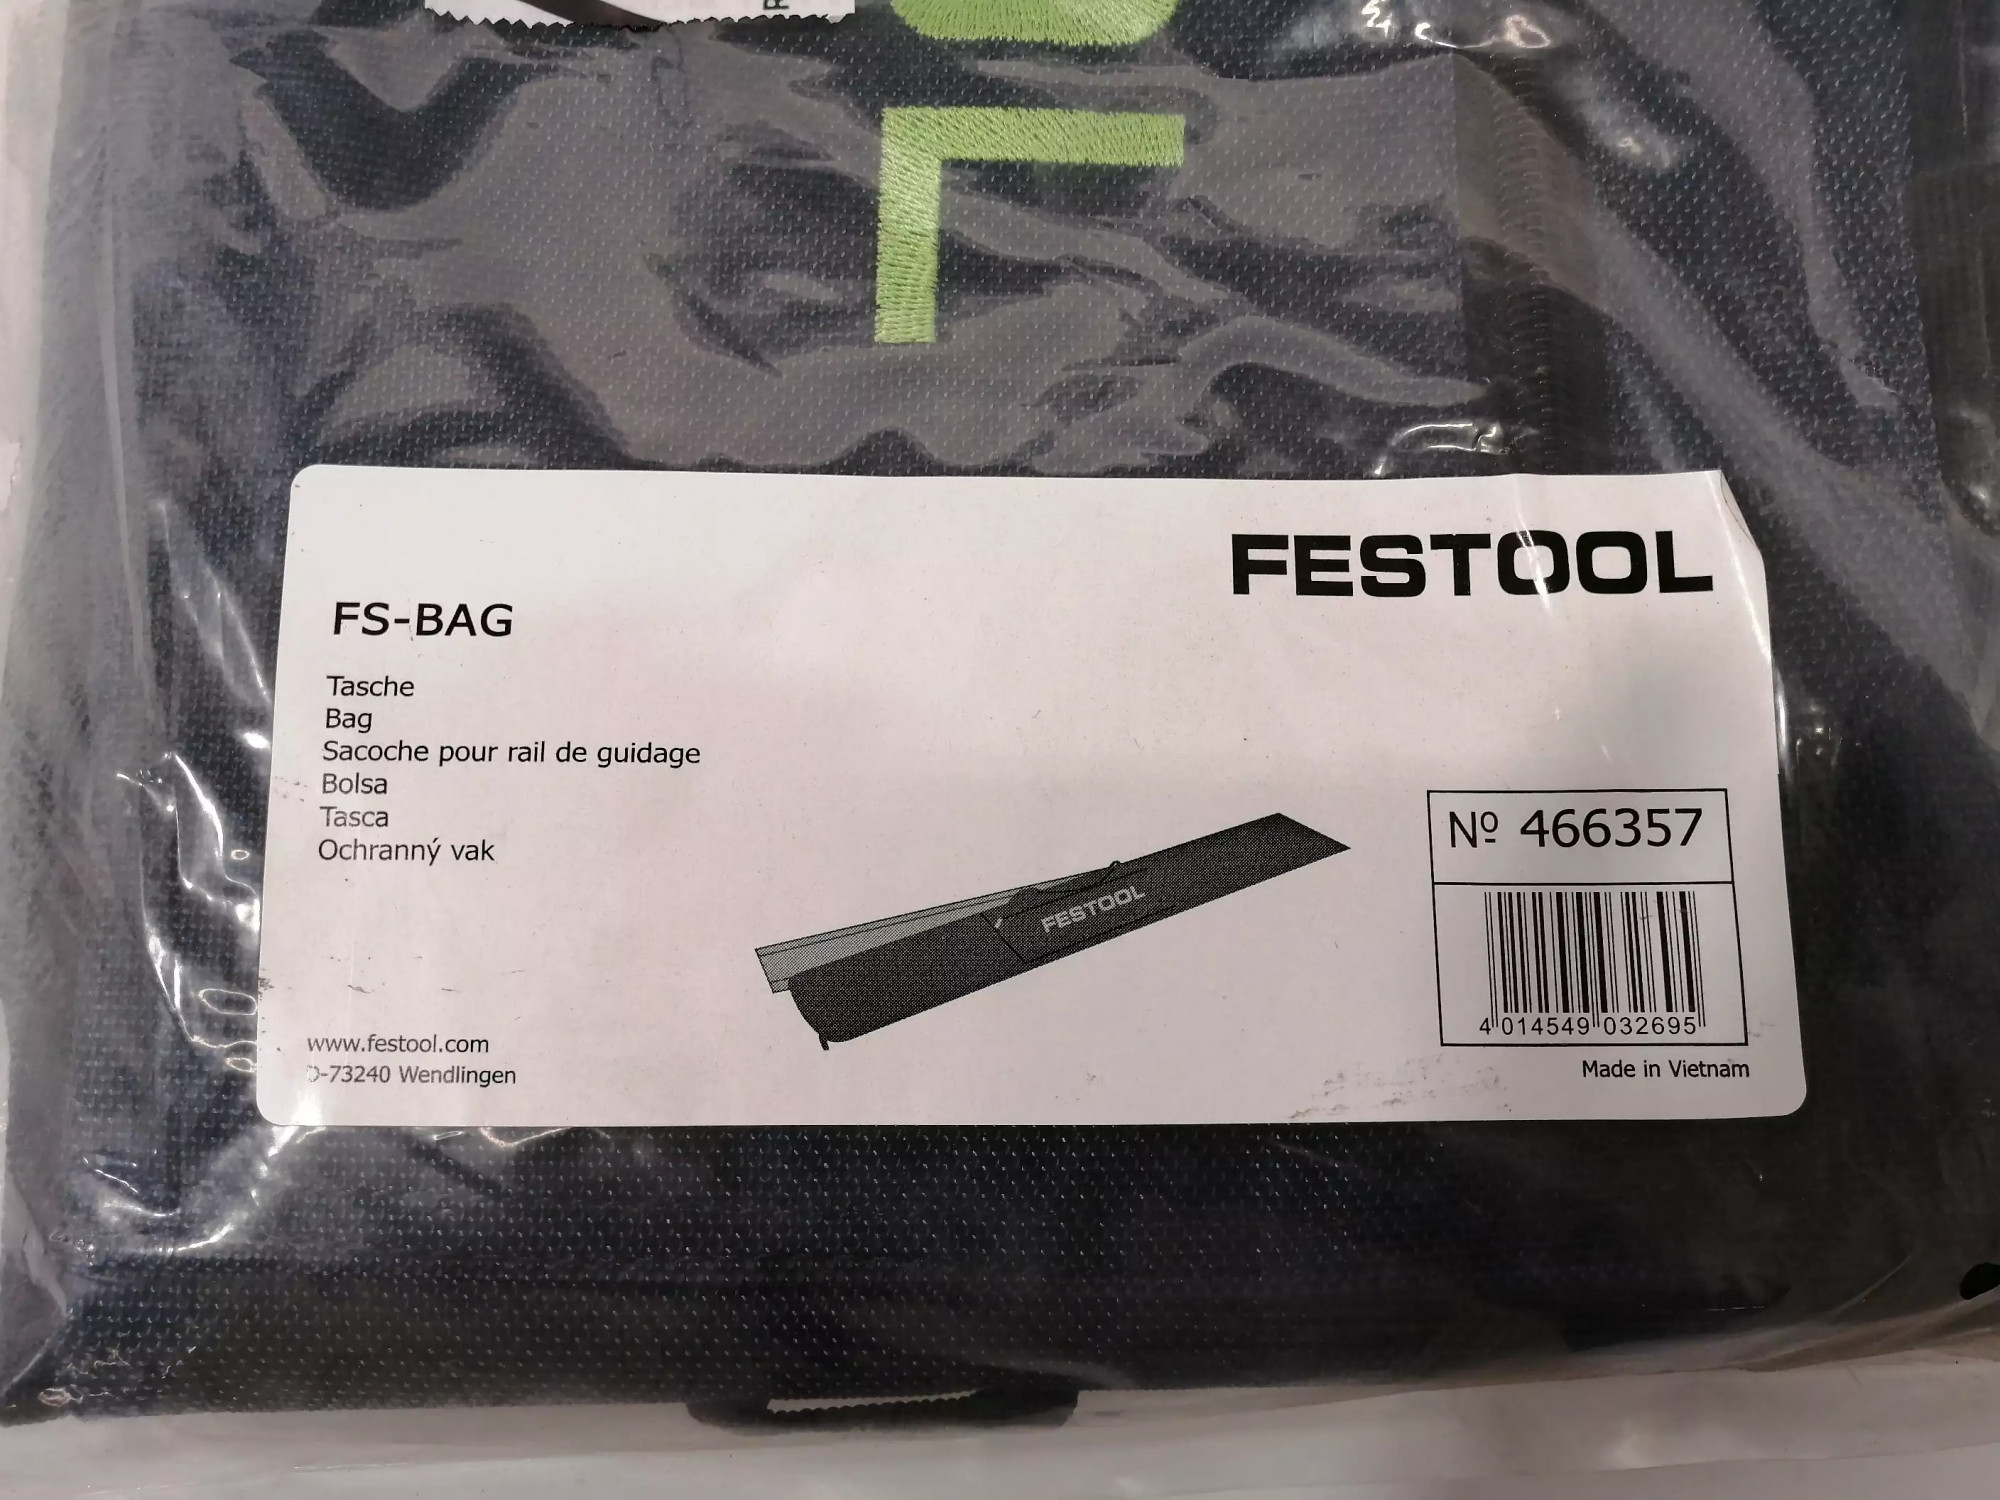 FESTOOL
FS-BAG
Tasche
Bag
Sacoche pour rail de guidage
Bolsa
Tasca
Ochranný vak
FESTOOL
Nº 466357
4 014549 032695
www.festool.com
D-73240 Wendlingen
Made in Vietnam